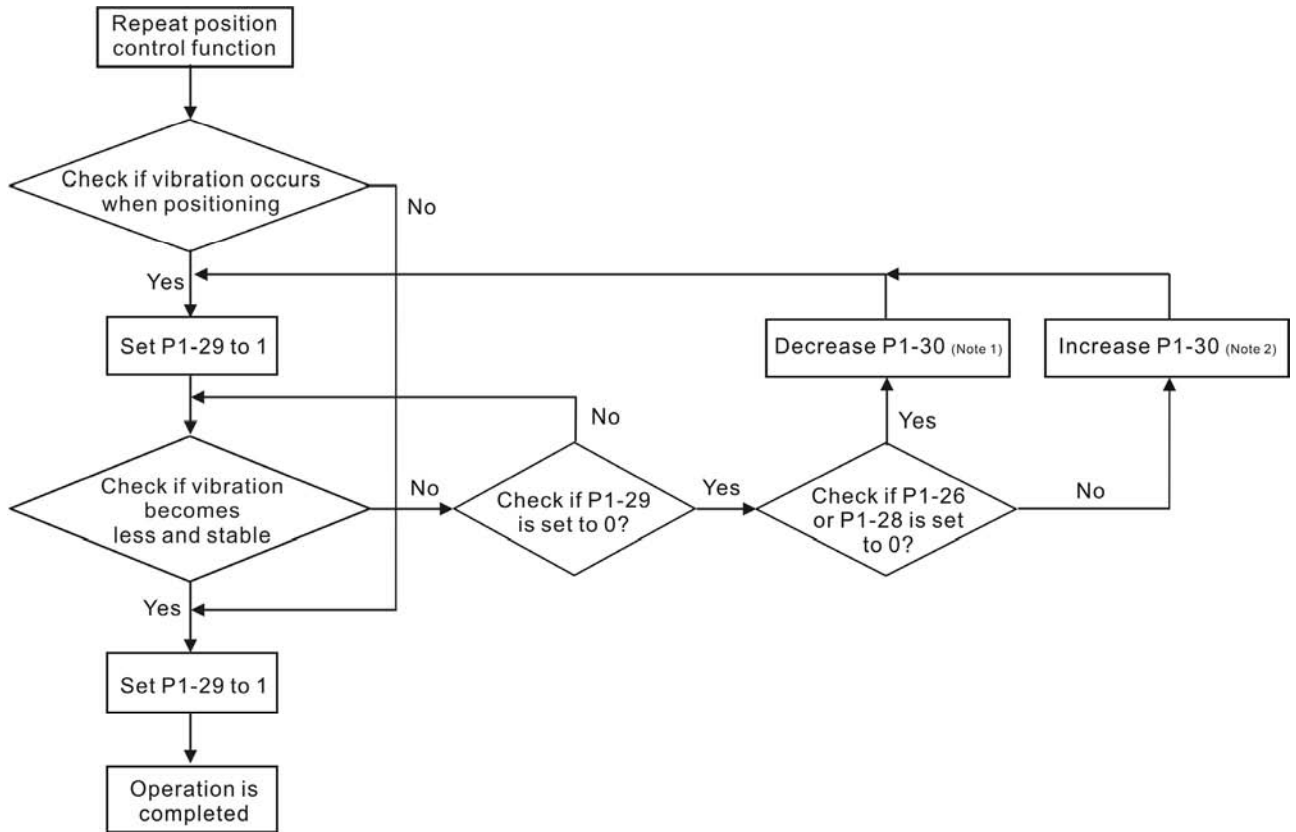 Repeat position
control function
Check if vibration occurs
when positioning
No
Yes
Set P1-29 to 1
Decrease P1-30 (Note 1)
Increase P1-30 (Note 2)
No
Yes
Check if vibration
becomes
less and stable
No
Check if P1-29
is set to 0?
Yes
Check if P1-26
or P1-28 is set
to 0?
No
Yes
Set P1-29 to 1
Operation is
completed